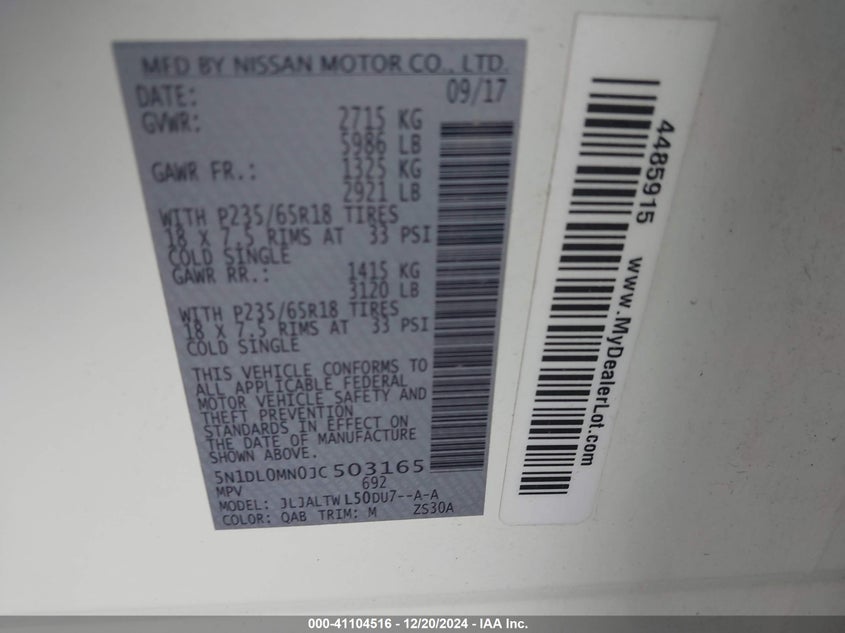 MFD BY NISSAN MOTOR CO., LTD.
DATE: 09/17
GVWR: 2715 KG
5986 LB
GAWR FR.: 1325 KG
2921 LB
WITH P235/65R18 TIRES
18 X 7.5 RIMS AT 33 PSI
COLD SINGLE
GAWR RR.: 1415 KG
3120 LB
WITH P235/65R18 TIRES
18 X 7.5 RIMS AT 33 PSI
COLD SINGLE
THIS VEHICLE CONFORMS TO
ALL APPLICABLE FEDERAL
MOTOR VEHICLE SAFETY AND
THEFT PREVENTION
STANDARDS IN EFFECT ON
THE DATE OF MANUFACTURE
SHOWN ABOVE.
5N1DL0MN0JC503165
MPV 692
MODEL: JLJALTWL50DU7--A-A
COLOR: QAB TRIM: M ZS30A
4485915 www.MyDealerLot.com
000-41104516 - 12/20/2024 - IAA Inc.